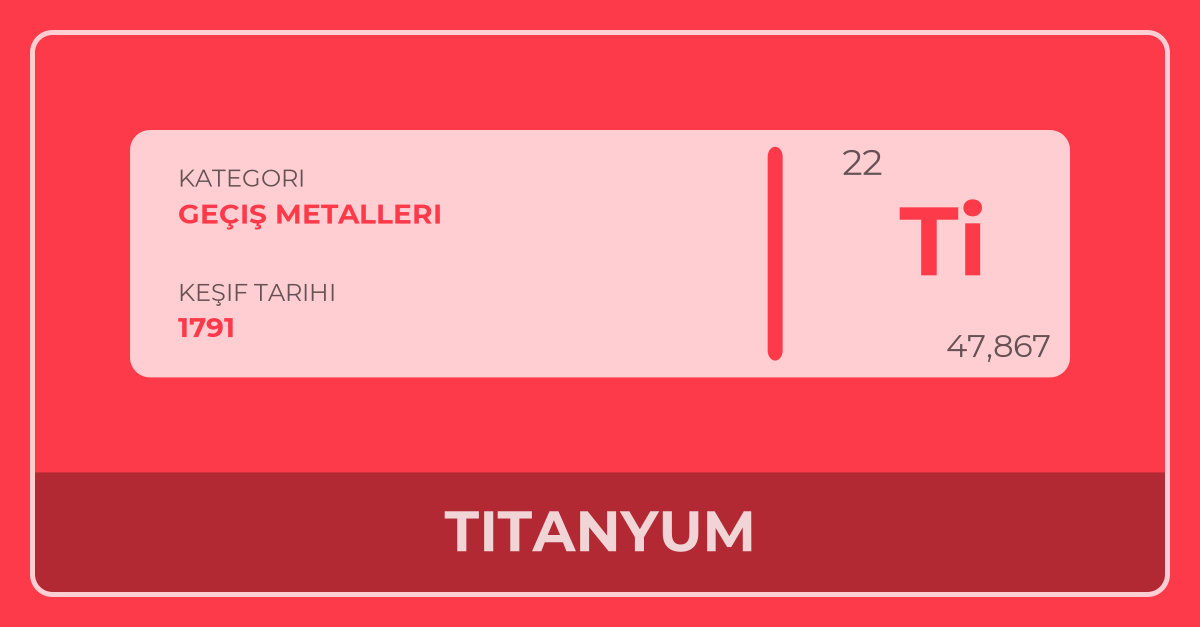 KATEGORI
GEÇIŞ METALLERI
KEŞIF TARIHI
1791
22
Ti
47,867
TITANYUM